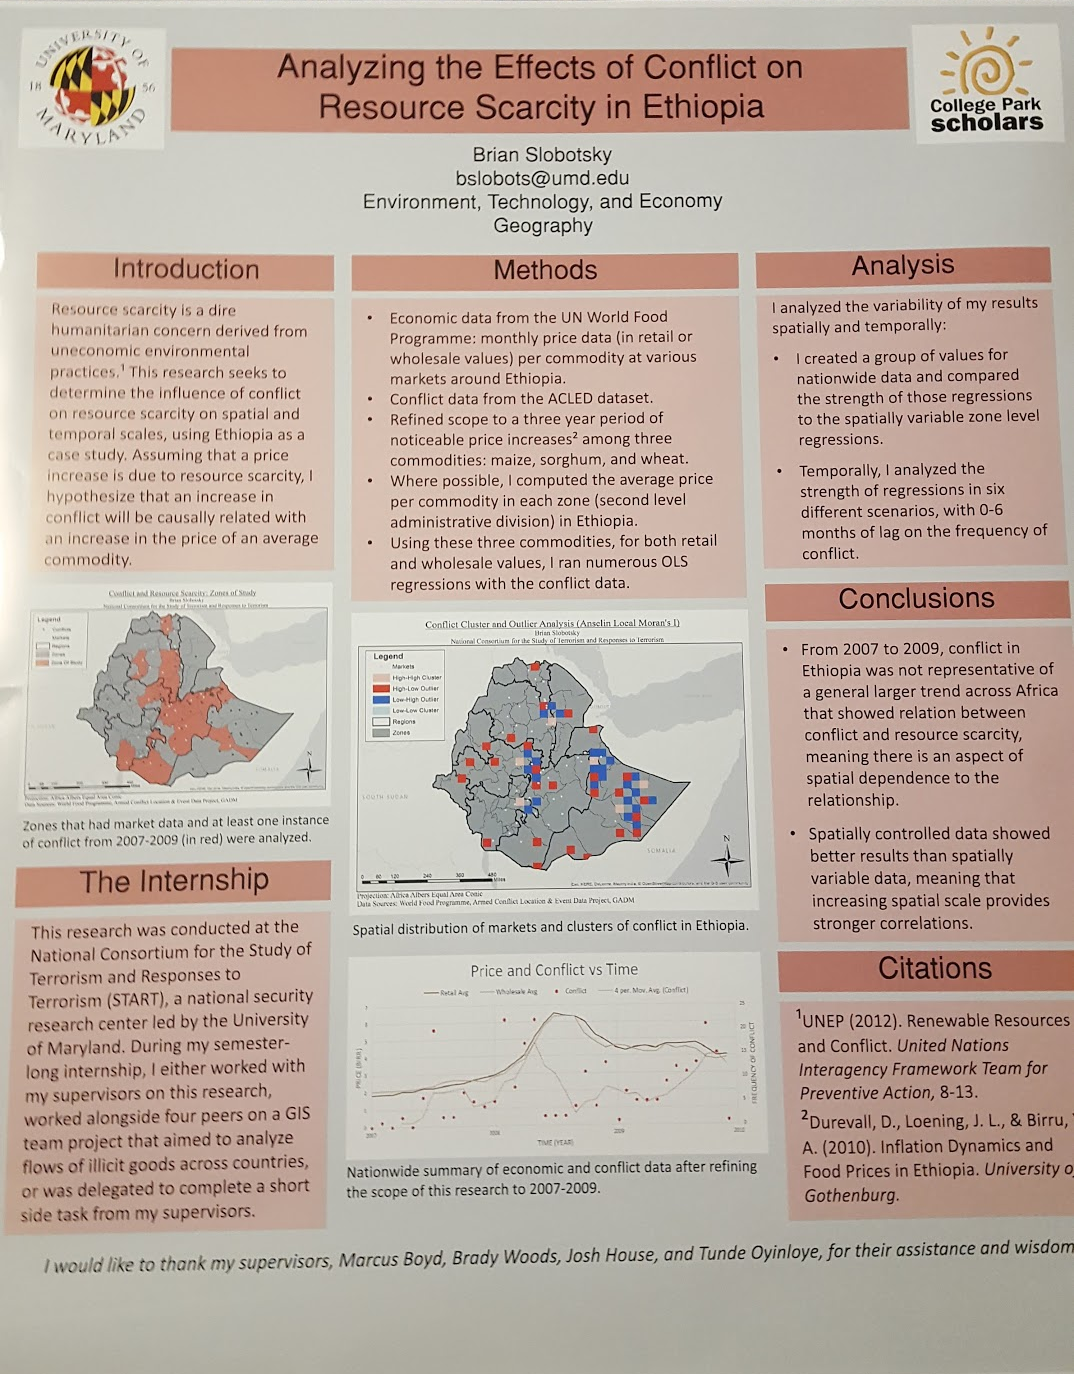 UNIVERSITY OF
18 56
MARYLAND
Analyzing the Effects of Conflict on
Resource Scarcity in Ethiopia
College Park
scholars
Brian Slobotsky
bslobots@umd.edu
Environment, Technology, and Economy
Geography
Introduction
Resource scarcity is a dire
humanitarian concern derived from
uneconomic environmental
practices.¹ This research seeks to
determine the influence of conflict
on resource scarcity on spatial and
temporal scales, using Ethiopia as a
case study. Assuming that a price
increase is due to resource scarcity, I
hypothesize that an increase in
conflict will be causally related with
an increase in the price of an average
commodity.
Conflict and Resource Scarcity: Zones of Study
Brian Slobotsky
National Consortium for the Study of Terrorism and Responses to Terrorism
Legend
Conflicts
Markets
Regions
Zones
Zones Of Study
SOMALIA
N
Projection: Africa Albers Equal Area Conic
Data Sources: World Food Programme, Armed Conflict Location & Event Data Project, GADM
Zones that had market data and at least one instance
of conflict from 2007-2009 (in red) were analyzed.
The Internship
This research was conducted at the
National Consortium for the Study of
Terrorism and Responses to
Terrorism (START), a national security
research center led by the University
of Maryland. During my semester-
long internship, I either worked with
my supervisors on this research,
worked alongside four peers on a GIS
team project that aimed to analyze
flows of illicit goods across countries,
or was delegated to complete a short
side task from my supervisors.
Methods
• Economic data from the UN World Food
Programme: monthly price data (in retail or
wholesale values) per commodity at various
markets around Ethiopia.
• Conflict data from the ACLED dataset.
• Refined scope to a three year period of
noticeable price increases² among three
commodities: maize, sorghum, and wheat.
• Where possible, I computed the average price
per commodity in each zone (second level
administrative division) in Ethiopia.
• Using these three commodities, for both retail
and wholesale values, I ran numerous OLS
regressions with the conflict data.
Conflict Cluster and Outlier Analysis (Anselin Local Moran's I)
Brian Slobotsky
National Consortium for the Study of Terrorism and Responses to Terrorism
Legend
Markets
High-High Cluster
High-Low Outlier
Low-High Outlier
Low-Low Cluster
Regions
Zones
SOUTH SUDAN
SOMALIA
N
0 60 120 240 360 480
Miles
Projection: Africa Albers Equal Area Conic
Data Sources: World Food Programme, Armed Conflict Location & Event Data Project, GADM
Spatial distribution of markets and clusters of conflict in Ethiopia.
Price and Conflict vs Time
Retail Avg Wholesale Avg Conflict 4 per. Mov. Avg. (Conflict)
PRICE (BIRR)
FREQUENCY OF CONFLICT
2007 2008 2009 2010
TIME (YEAR)
Nationwide summary of economic and conflict data after refining
the scope of this research to 2007-2009.
Analysis
I analyzed the variability of my results
spatially and temporally:
• I created a group of values for
nationwide data and compared
the strength of those regressions
to the spatially variable zone level
regressions.
• Temporally, I analyzed the
strength of regressions in six
different scenarios, with 0-6
months of lag on the frequency of
conflict.
Conclusions
• From 2007 to 2009, conflict in
Ethiopia was not representative of
a general larger trend across Africa
that showed relation between
conflict and resource scarcity,
meaning there is an aspect of
spatial dependence to the
relationship.
• Spatially controlled data showed
better results than spatially
variable data, meaning that
increasing spatial scale provides
stronger correlations.
Citations
¹UNEP (2012). Renewable Resources
and Conflict. United Nations
Interagency Framework Team for
Preventive Action, 8-13.
²Durevall, D., Loening, J. L., & Birru,
A. (2010). Inflation Dynamics and
Food Prices in Ethiopia. University o
Gothenburg.
I would like to thank my supervisors, Marcus Boyd, Brady Woods, Josh House, and Tunde Oyinloye, for their assistance and wisdom